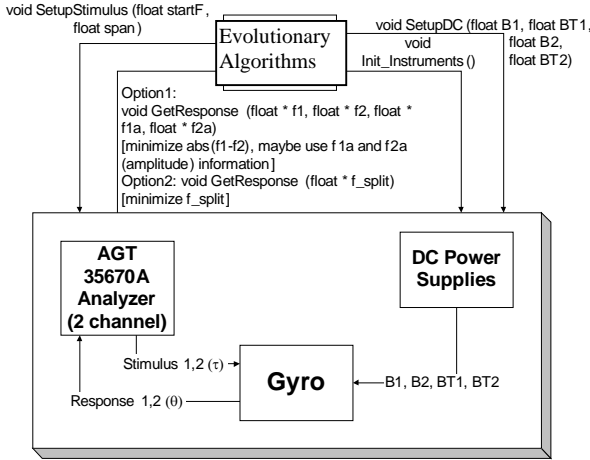 void SetupStimulus (float startF,
float span)
Evolutionary
Algorithms
void SetupDC (float B1, float BT1,
float B2,
float BT2)
void
Init_Instruments()
Option1:
void GetResponse (float * f1, float * f2, float *
f1a, float * f2a)
[minimize abs(f1-f2), maybe use f1a and f2a
(amplitude) information]
Option2: void GetResponse (float * f_split)
[minimize f_split]
AGT
35670A
Analyzer
(2 channel)
DC Power
Supplies
Stimulus 1,2 (τ)
Gyro
B1, B2, BT1, BT2
Response 1,2 (θ)